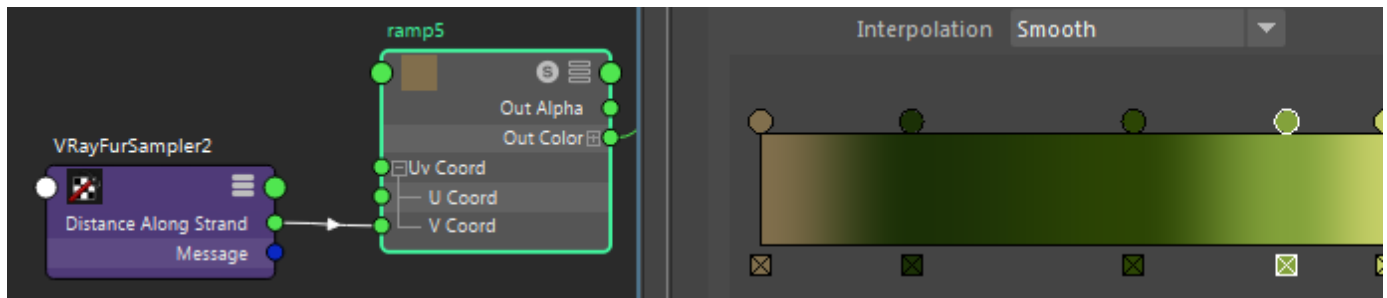 ramp5
Interpolation Smooth
S
Out Alpha
Out Color
VRayFurSampler2
Uv Coord
U Coord
Distance Along Strand
V Coord
Message